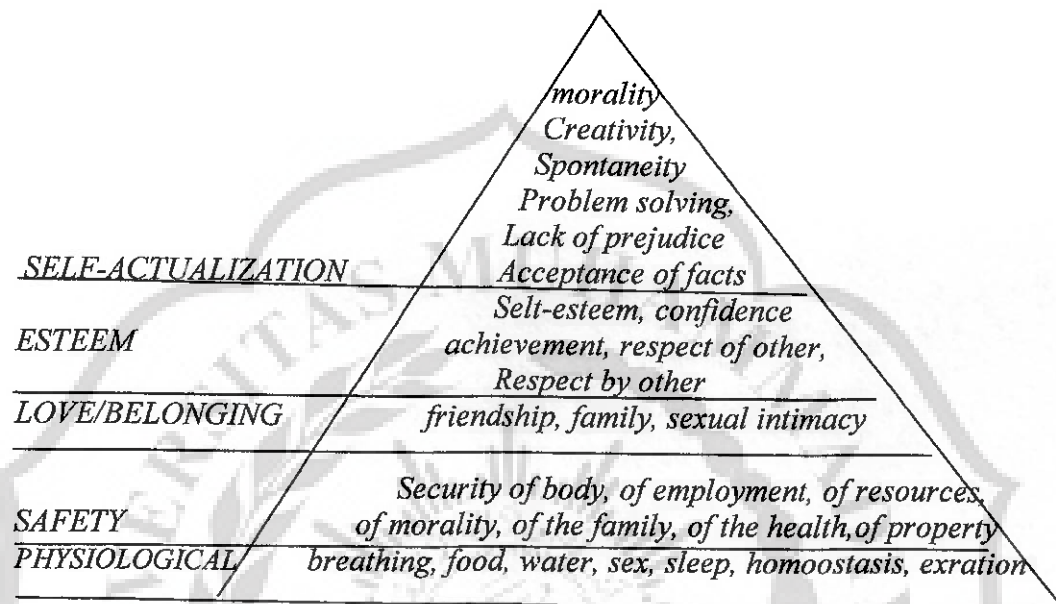 morality
Creativity,
Spontaneity
Problem solving,
Lack of prejudice
SELF-ACTUALIZATION Acceptance of facts
Selt-esteem, confidence
ESTEEM achievement, respect of other,
Respect by other
LOVE/BELONGING friendship, family, sexual intimacy
Security of body, of employment, of resources,
SAFETY of morality, of the family, of the health, of property
PHYSIOLOGICAL breathing, food, water, sex, sleep, homoostasis, exration